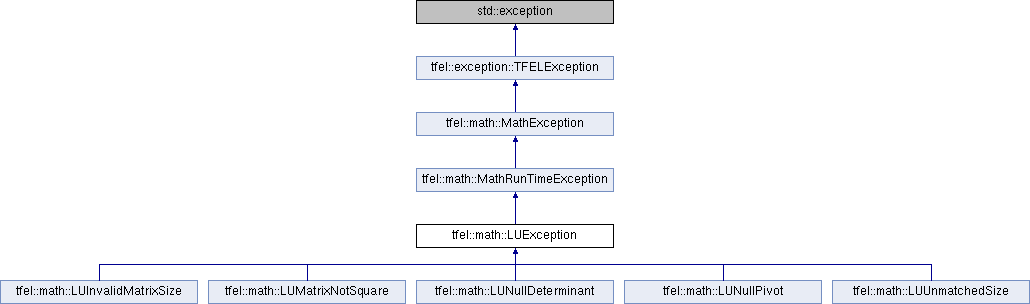 std::exception
tfel::exception::TFELException
tfel::math::MathException
tfel::math::MathRunTimeException
tfel::math::LUException
tfel::math::LUInvalidMatrixSize
tfel::math::LUMatrixNotSquare
tfel::math::LUNullDeterminant
tfel::math::LUNullPivot
tfel::math::LUUnmatchedSize